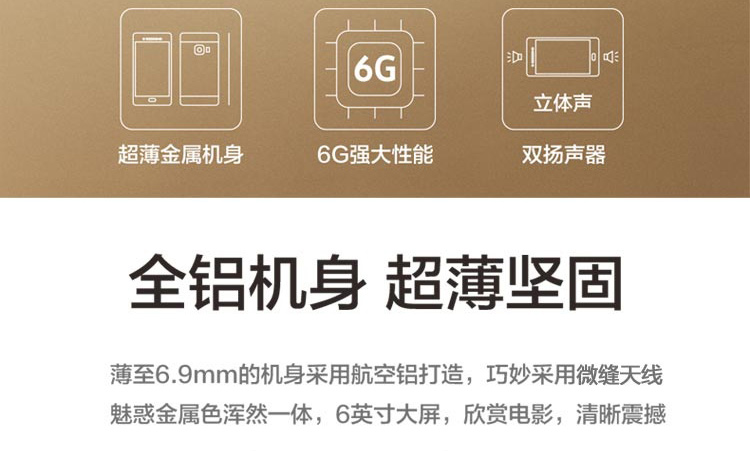 6G
立体声
超薄金属机身
6G强大性能
双扬声器
全铝机身 超薄坚固
薄至6.9mm的机身采用航空铝打造，巧妙采用微缝天线
魅惑金属色浑然一体，6英寸大屏，欣赏电影，清晰震撼